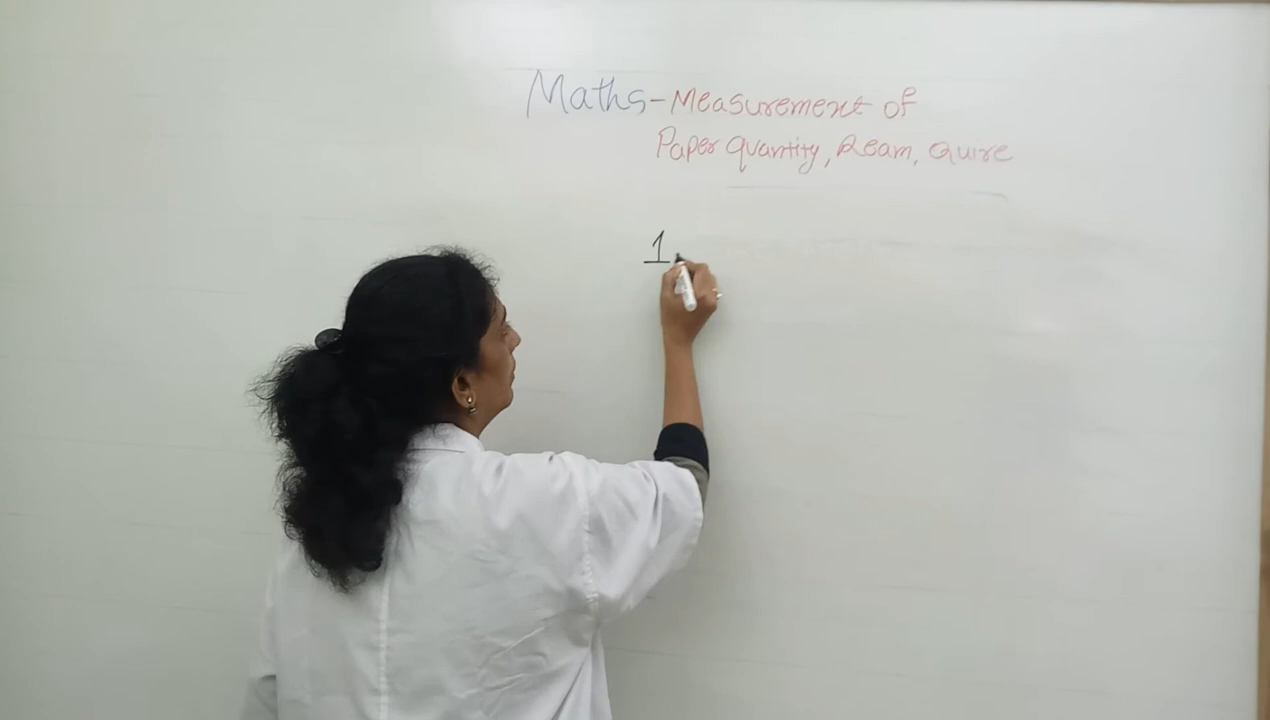 Maths - Measurement of
Paper quantity, Ream, Quire
1